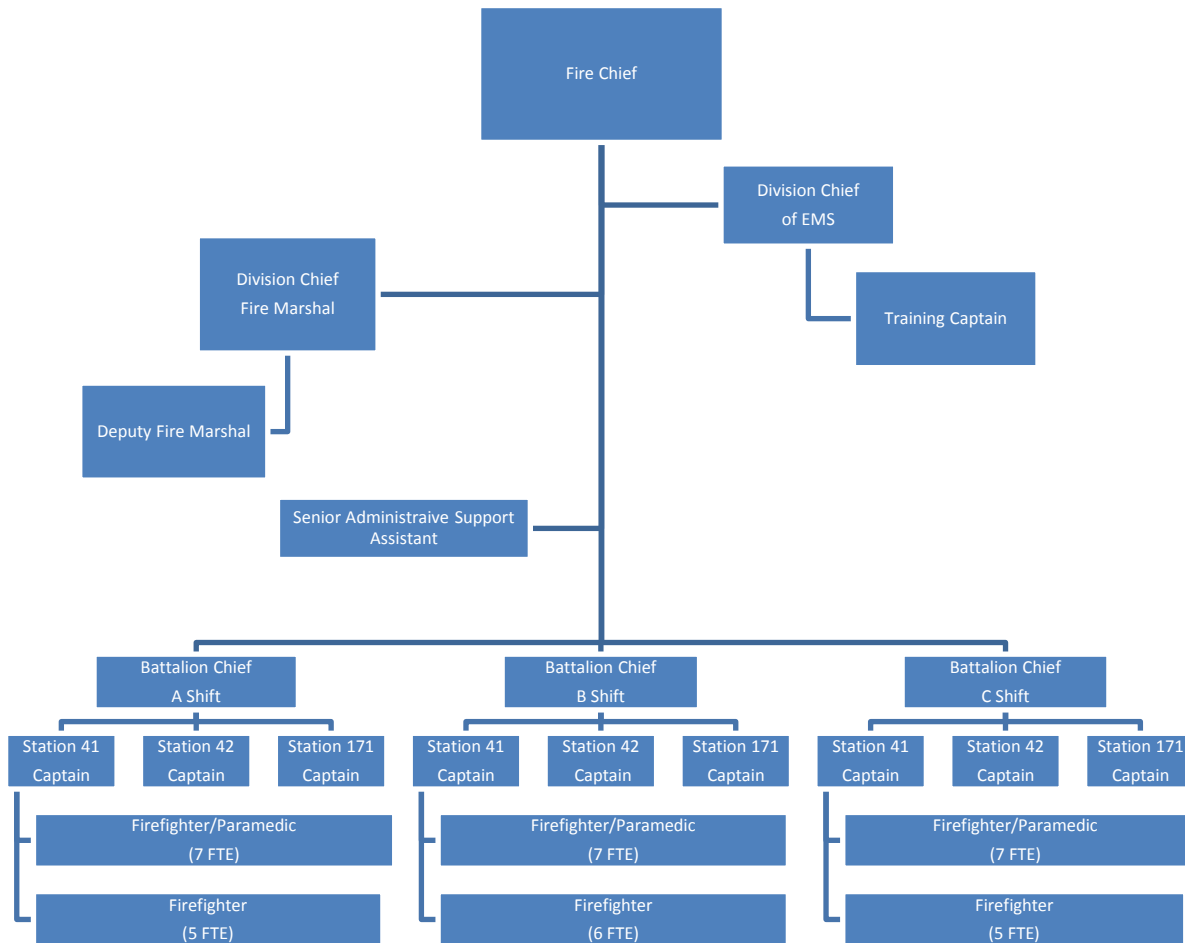 Fire Chief
Division Chief
of EMS
Division Chief
Fire Marshal
Training Captain
Deputy Fire Marshal
Senior Administraive Support
Assistant
Battalion Chief
A Shift
Battalion Chief
B Shift
Battalion Chief
C Shift
Station 41
Captain
Station 42
Captain
Station 171
Captain
Station 41
Captain
Station 42
Captain
Station 171
Captain
Station 41
Captain
Station 42
Captain
Station 171
Captain
Firefighter/Paramedic
(7 FTE)
Firefighter/Paramedic
(7 FTE)
Firefighter/Paramedic
(7 FTE)
Firefighter
(5 FTE)
Firefighter
(6 FTE)
Firefighter
(5 FTE)